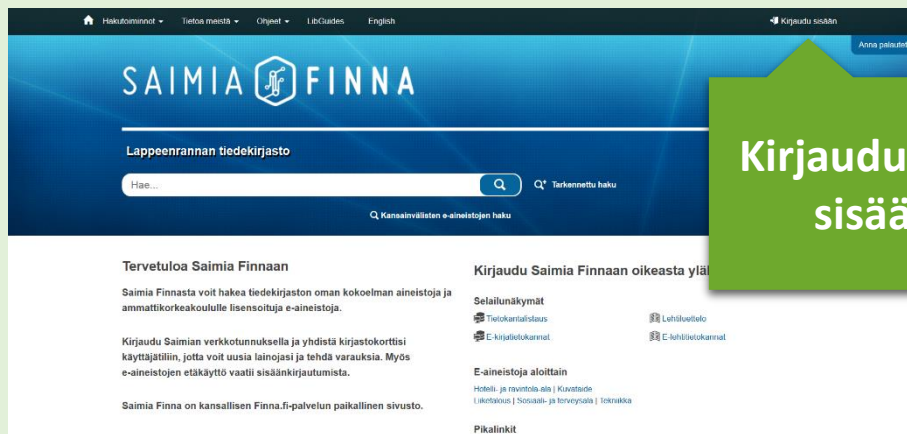 Hakutoiminnot Tietoa meistä Ohjeet LibGuides English Kirjaudu sisään
Anna palautet
SAIMIA FINNA
Lappeenrannan tiedekirjasto
Hae...
Tarkennettu haku
Kansainvälisten e-aineistojen haku
Kirjaudu
sisää
Tervetuloa Saimia Finnaan
Saimia Finnasta voit hakea tiedekirjaston oman kokoelman aineistoja ja
ammattikorkeakoululle lisensoituja e-aineistoja.
Kirjaudu Saimian verkkotunnuksella ja yhdistä kirjastokorttisi
käyttäjätiliin, jotta voit uusia lainojasi ja tehdä varauksia. Myös
e-aineistojen etäkäyttö vaatii sisäänkirjautumista.
Saimia Finna on kansallisen Finna.fi-palvelun paikallinen sivusto.
Kirjaudu Saimia Finnaan oikeasta ylä
Selailunäkymät
Tietokantalistaus Lehtiluettelo
E-kirjatietokannat E-lehtitietokannat
E-aineistoja aloittain
Hotelli- ja ravintola-ala | Kuvataide
Liiketalous | Sosiaali- ja terveysala | Tekniikka
Pikalinkit